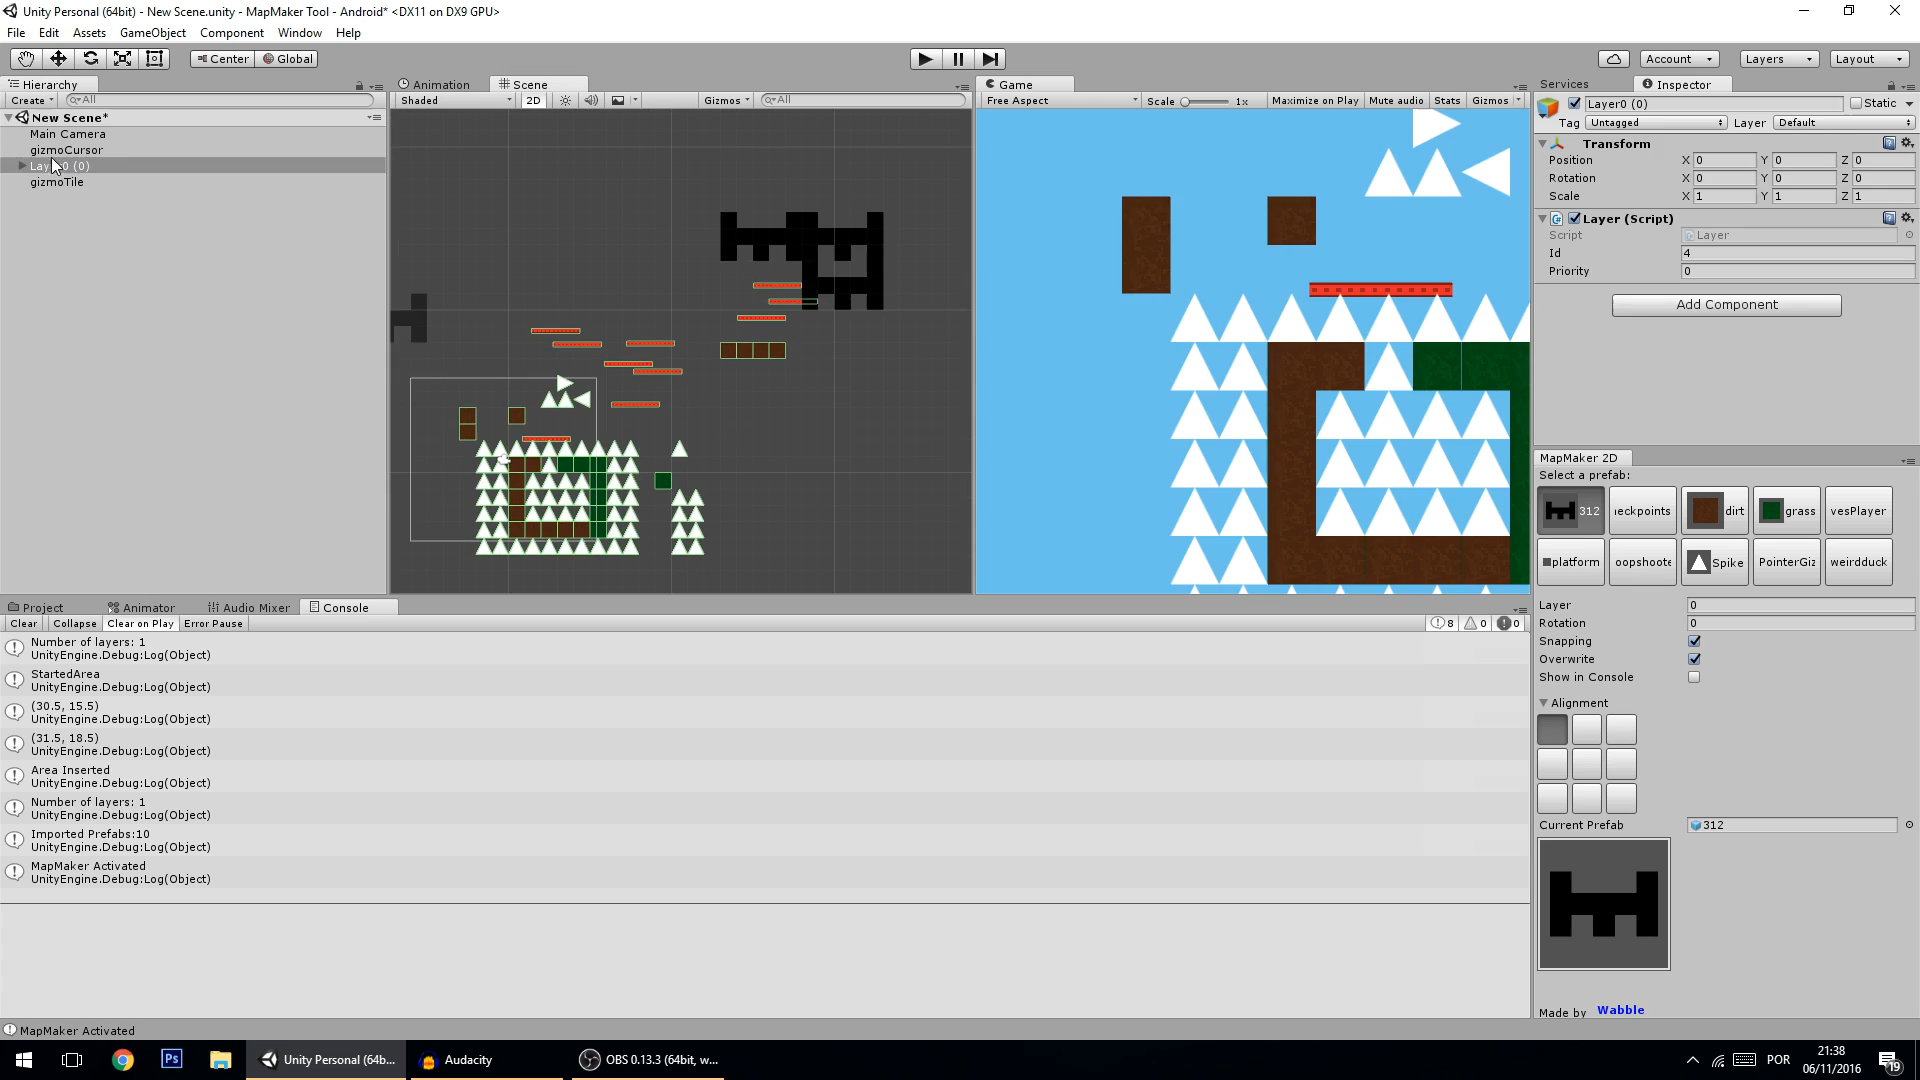 Unity Personal (64bit) - New Scene.unity - MapMaker Tool - Android* <DX11 on DX9 GPU>
File Edit Assets GameObject Component Window Help
Center Global Account Layers Layout
Hierarchy
Create All
New Scene*
Main Camera
gizmoCursor
(0)
gizmoTile
Animation Scene
Shaded 2D Gizmos All
Game
Free Aspect Scale 1x Maximize on Play Mute audio Stats Gizmos
Services Inspector
Layer0 (0) Static
Tag Untagged Layer Default
Transform
Position X 0 Y 0 Z 0
Rotation X 0 Y 0 Z 0
Scale X 1 Y 1 Z 1
Layer (Script)
Script Layer
Id 4
Priority 0
Add Component
MapMaker 2D
Select a prefab:
312 eckpoints dirt grass vesPlayer
platform oopshoote Spike PointerGiz weirdduck
Layer 0
Rotation 0
Snapping
Overwrite
Show in Console
Alignment
Current Prefab 312
Made by Wabble
Project Animator Audio Mixer Console
Clear Collapse Clear on Play Error Pause 8 0 0
Number of layers: 1
UnityEngine.Debug:Log(Object)
StartedArea
UnityEngine.Debug:Log(Object)
(30.5, 15.5)
UnityEngine.Debug:Log(Object)
(31.5, 18.5)
UnityEngine.Debug:Log(Object)
Area Inserted
UnityEngine.Debug:Log(Object)
Number of layers: 1
UnityEngine.Debug:Log(Object)
Imported Prefabs:10
UnityEngine.Debug:Log(Object)
MapMaker Activated
UnityEngine.Debug:Log(Object)
MapMaker Activated
Ps Unity Personal (64b... Audacity OBS 0.13.3 (64bit, w... POR
21:38
06/11/2016
19